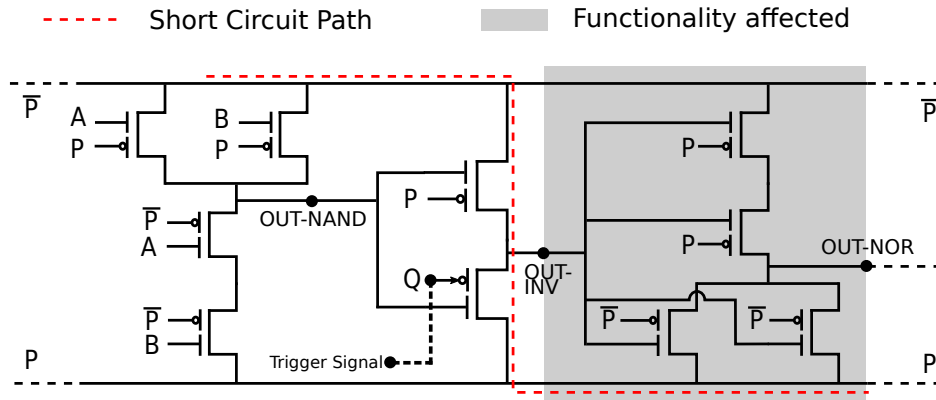 Short Circuit Path
Functionality affected
P̅
P̅
A
P
B
P
P
P
P̅
A
OUT-NAND
P
OUT-NOR
Q
OUT-
INV
P̅
B
P̅
P̅
Trigger Signal
P
P